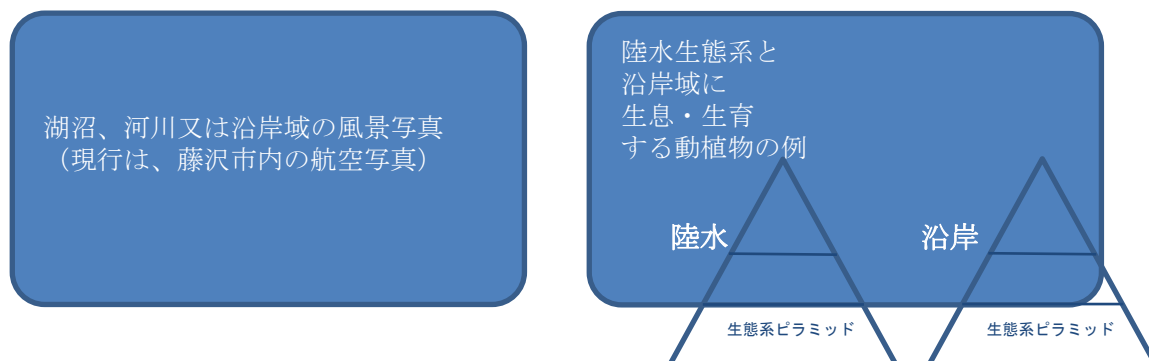 湖沼、河川又は沿岸域の風景写真
（現行は、藤沢市内の航空写真）
陸水生態系と
沿岸域に
生息・生育
する動植物の例
陸水
沿岸
生態系ピラミッド
生態系ピラミッド